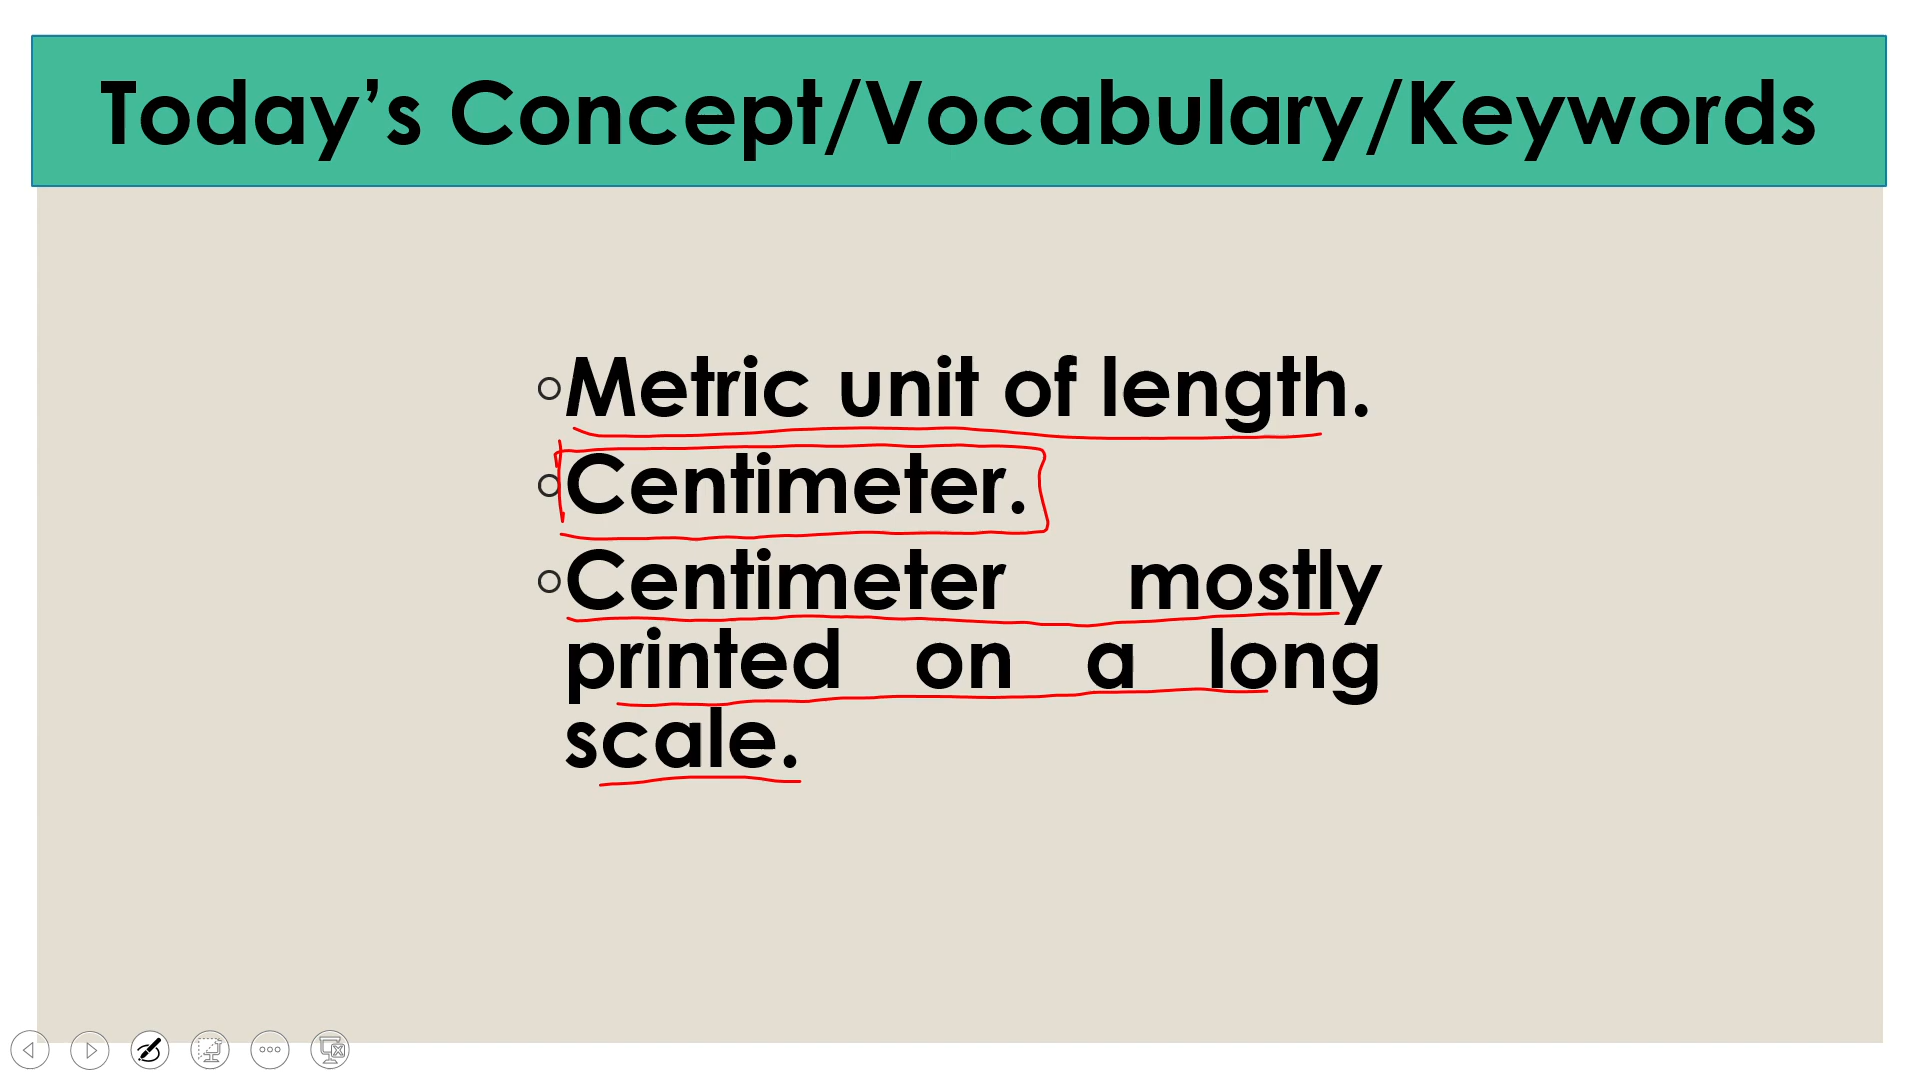 Today’s Concept/Vocabulary/Keywords
Metric unit of length.
Centimeter.
Centimeter mostly
printed on a long
scale.